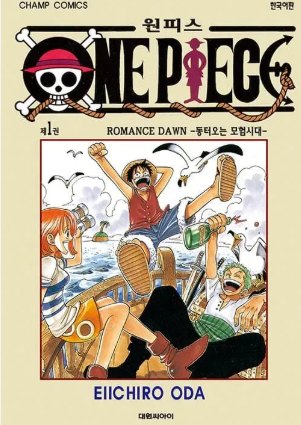 CHAMP COMICS
한국어판
원피스
ONE PIECE
제1권
ROMANCE DAWN -동터오는 모험시대-
EIICHIRO ODA
대원씨아이